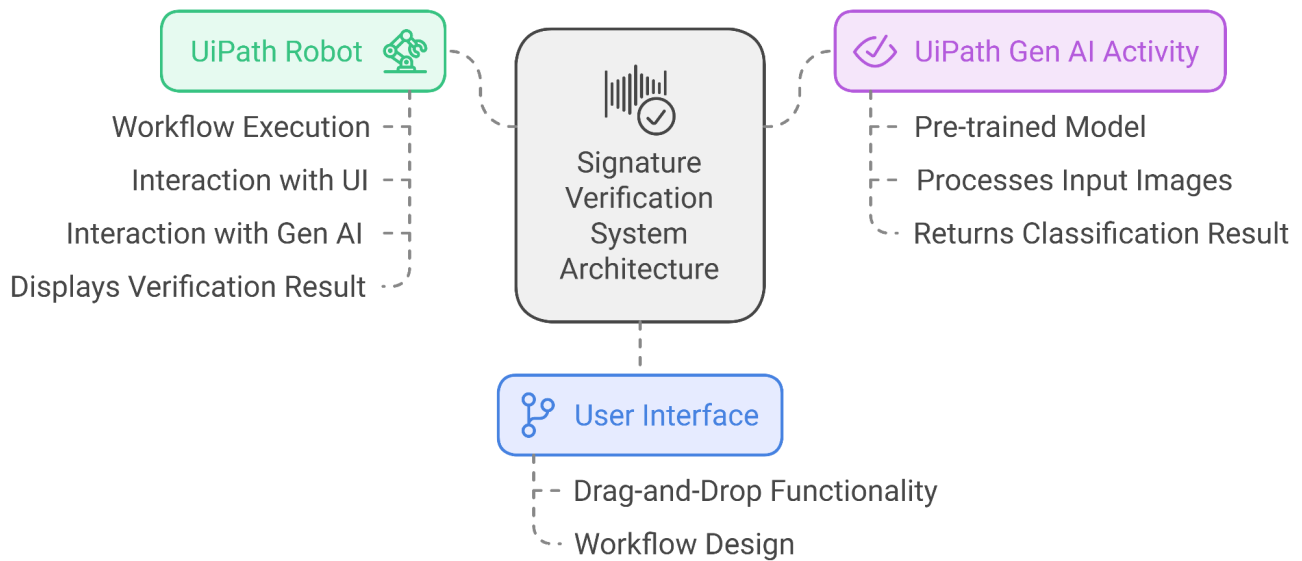 UiPath Robot
Workflow Execution
Interaction with UI
Interaction with Gen AI
Displays Verification Result
Signature
Verification
System
Architecture
UiPath Gen AI Activity
Pre-trained Model
Processes Input Images
Returns Classification Result
User Interface
Drag-and-Drop Functionality
Workflow Design